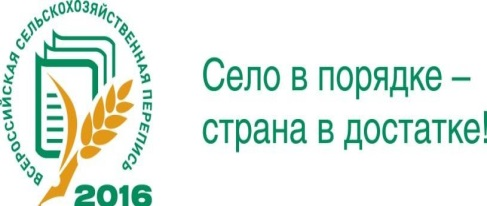 ВСЕРОССИЙСКАЯ СЕЛЬСКОХОЗЯЙСТВЕННАЯ ПЕРЕПИСЬ
2016
Село в порядке –
страна в достатке!